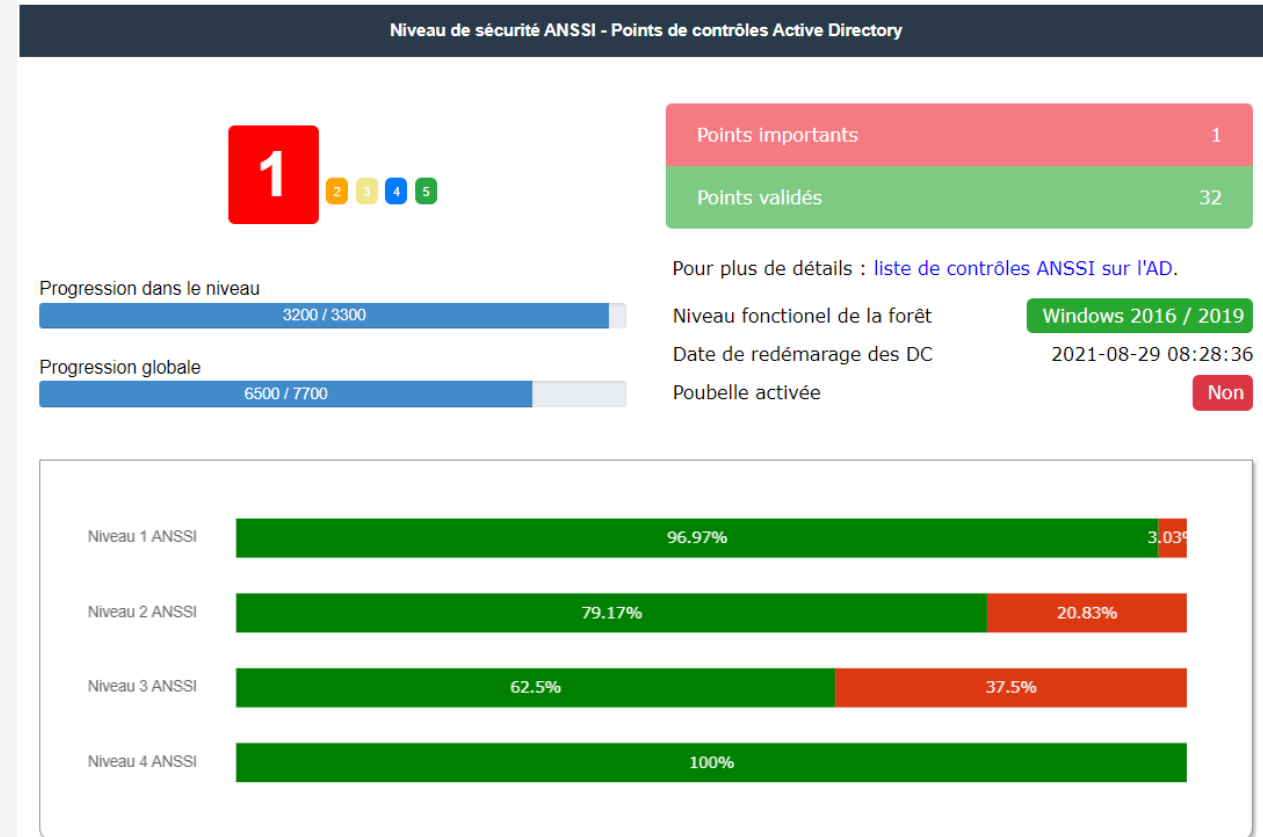 Niveau de sécurité ANSSI - Points de contrôles Active Directory
1
2
3
4
5
Points importants 1
Points validés 32
Progression dans le niveau
3200 / 3300
Progression globale
6500 / 7700
Pour plus de détails : liste de contrôles ANSSI sur l'AD.
Niveau fonctionel de la forêt Windows 2016 / 2019
Date de redémarage des DC 2021-08-29 08:28:36
Poubelle activée Non
Niveau 1 ANSSI 96.97% 3.03%
Niveau 2 ANSSI 79.17% 20.83%
Niveau 3 ANSSI 62.5% 37.5%
Niveau 4 ANSSI 100%